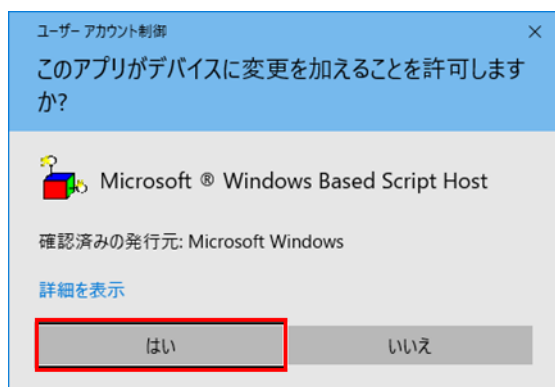 ユーザー アカウント制御
このアプリがデバイスに変更を加えることを許可します
か?
Microsoft ® Windows Based Script Host
確認済みの発行元: Microsoft Windows
詳細を表示
はい
いいえ